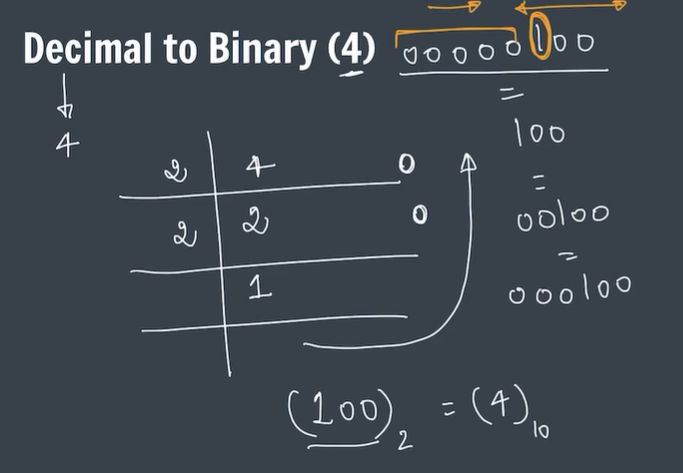 Decimal to Binary (4) 00000100
=
100
4
2 4 0
=
2 2 0
00100
=
1
000100
(100)₂ = (4)₁₀